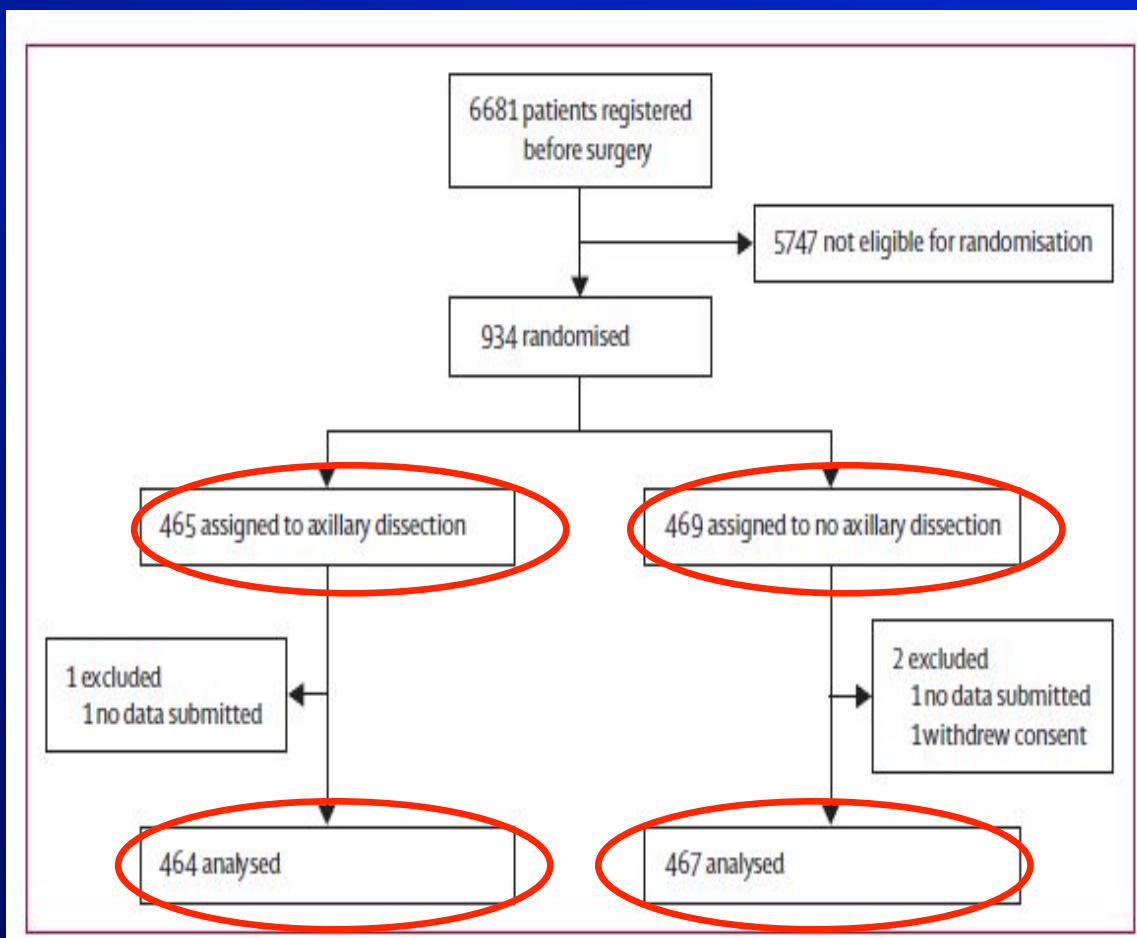 6681 patients registered
before surgery
5747 not eligible for randomisation
934 randomised
465 assigned to axillary dissection
469 assigned to no axillary dissection
1 excluded
1 no data submitted
2 excluded
1 no data submitted
1 withdrew consent
464 analysed
467 analysed